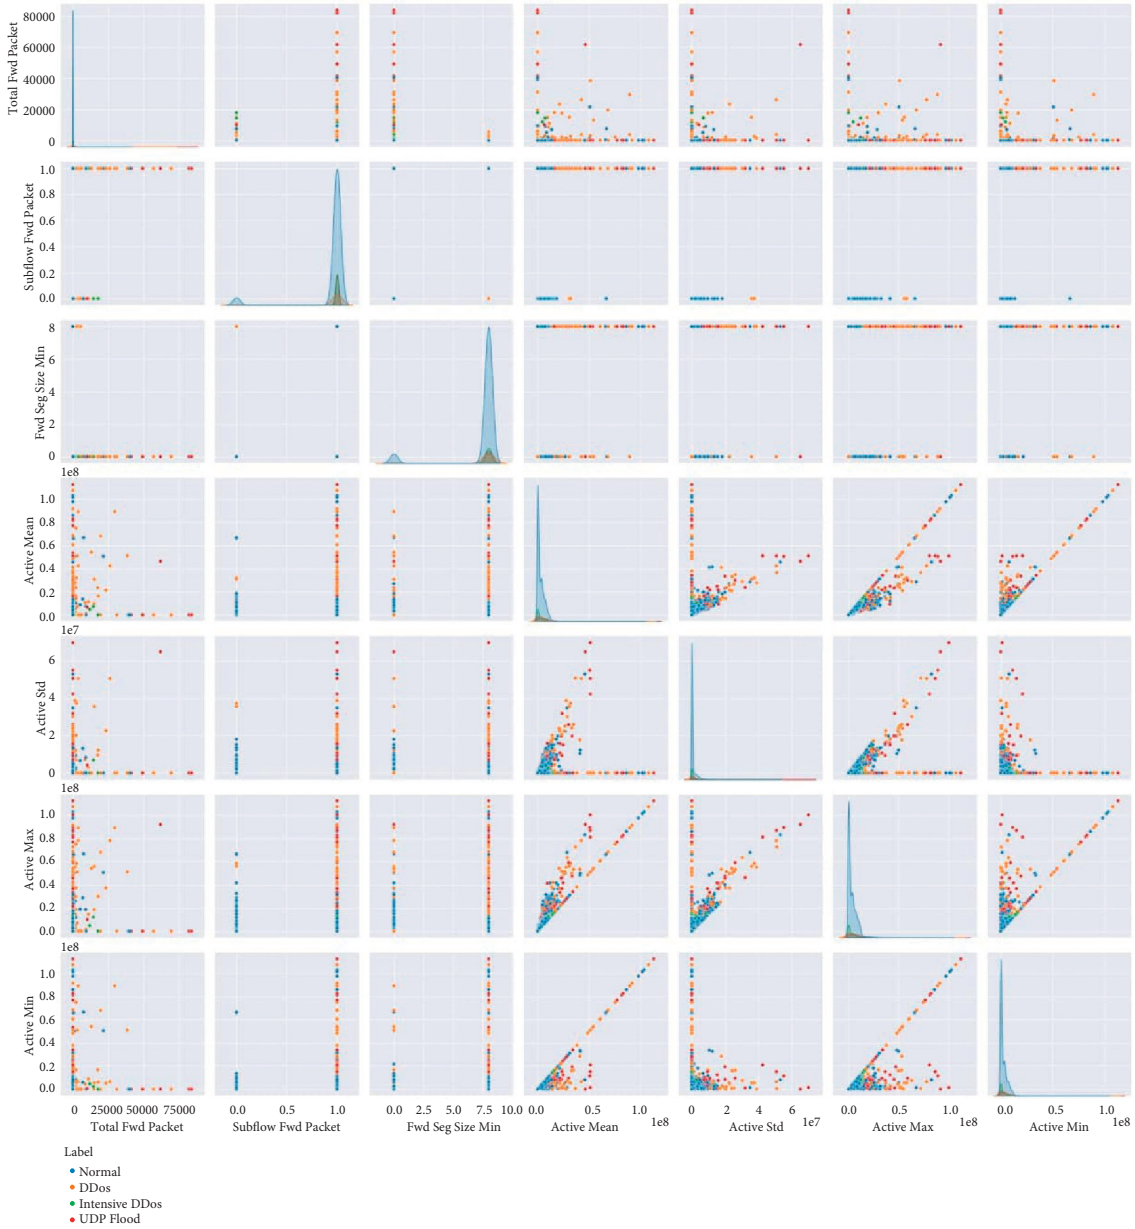 80000
60000
40000
20000
0
Total Fwd Packet
1.0
0.8
0.6
0.4
0.2
0.0
Subflow Fwd Packet
8
6
4
2
0
Fwd Seg Size Min
1e8
1.0
0.8
0.6
0.4
0.2
0.0
Active Mean
1e7
6
4
2
0
Active Std
1e8
1.0
0.8
0.6
0.4
0.2
0.0
Active Max
1e8
1.0
0.8
0.6
0.4
0.2
0.0
Active Min
0 25000 50000 75000
Total Fwd Packet
0.0 0.5 1.0
Subflow Fwd Packet
0.0 2.5 5.0 7.5 10.0
Fwd Seg Size Min
0.0 0.5 1.0
1e8
Active Mean
0 2 4 6
1e7
Active Std
0.0 0.5 1.0
1e8
Active Max
0.0 0.5 1.0
1e8
Active Min
Label
Normal
DDos
Intensive DDos
UDP Flood